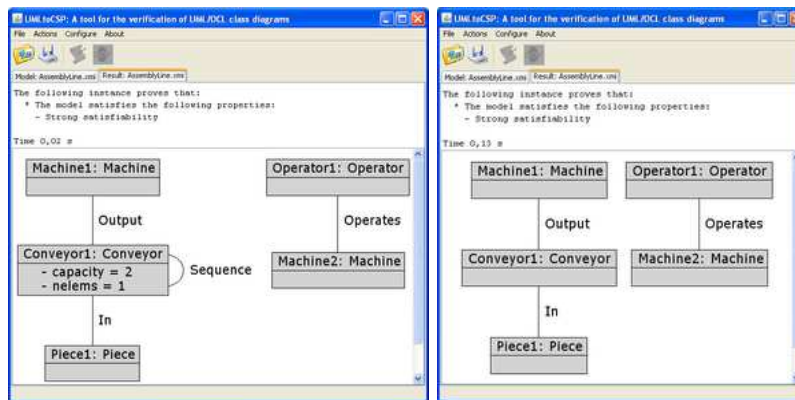 UMLtoCSP: A tool for the verification of UML/OCL class diagrams
File Actions Configure About
Model: AssemblyLine.xmi Result: AssemblyLine.xmi
The following instance proves that:
* The model satisfies the following properties:
- Strong satisfiability
Time 0,02 s
Machine1: Machine
Operator1: Operator
Output
Operates
Conveyor1: Conveyor
- capacity = 2
- nelems = 1
Sequence
Machine2: Machine
In
Piece1: Piece
UMLtoCSP: A tool for the verification of UML/OCL class diagrams
File Actions Configure About
Model: AssemblyLine.xmi Result: AssemblyLine.xmi
The following instance proves that:
* The model satisfies the following properties:
- Strong satisfiability
Time 0,13 s
Machine1: Machine
Operator1: Operator
Output
Operates
Conveyor1: Conveyor
Machine2: Machine
In
Piece1: Piece